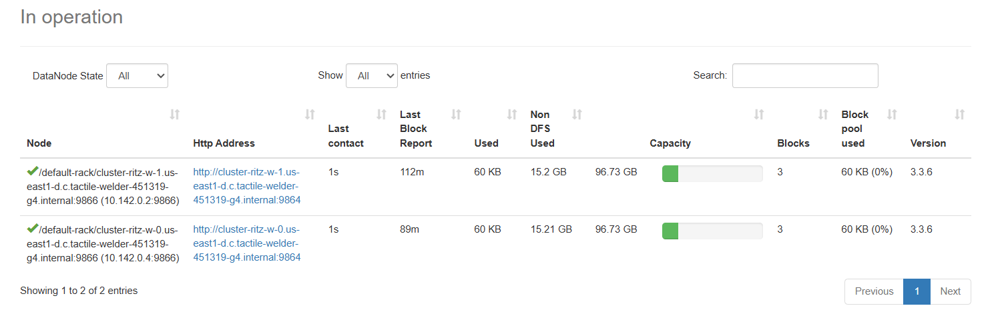 In operation
DataNode State All Show All entries Search:
Node Http Address Last contact Last Block Report Used Non DFS Used Capacity Blocks Block pool used Version
/default-rack/cluster-ritz-w-1.us-
east1-d.c.tactile-welder-451319-
g4.internal:9866 (10.142.0.2:9866)
http://cluster-ritz-w-1.us-
east1-d.c.tactile-welder-
451319-g4.internal:9864
1s 112m 60 KB 15.2 GB 96.73 GB 3 60 KB (0%) 3.3.6
/default-rack/cluster-ritz-w-0.us-
east1-d.c.tactile-welder-451319-
g4.internal:9866 (10.142.0.4:9866)
http://cluster-ritz-w-0.us-
east1-d.c.tactile-welder-
451319-g4.internal:9864
1s 89m 60 KB 15.21 GB 96.73 GB 3 60 KB (0%) 3.3.6
Showing 1 to 2 of 2 entries
Previous 1 Next